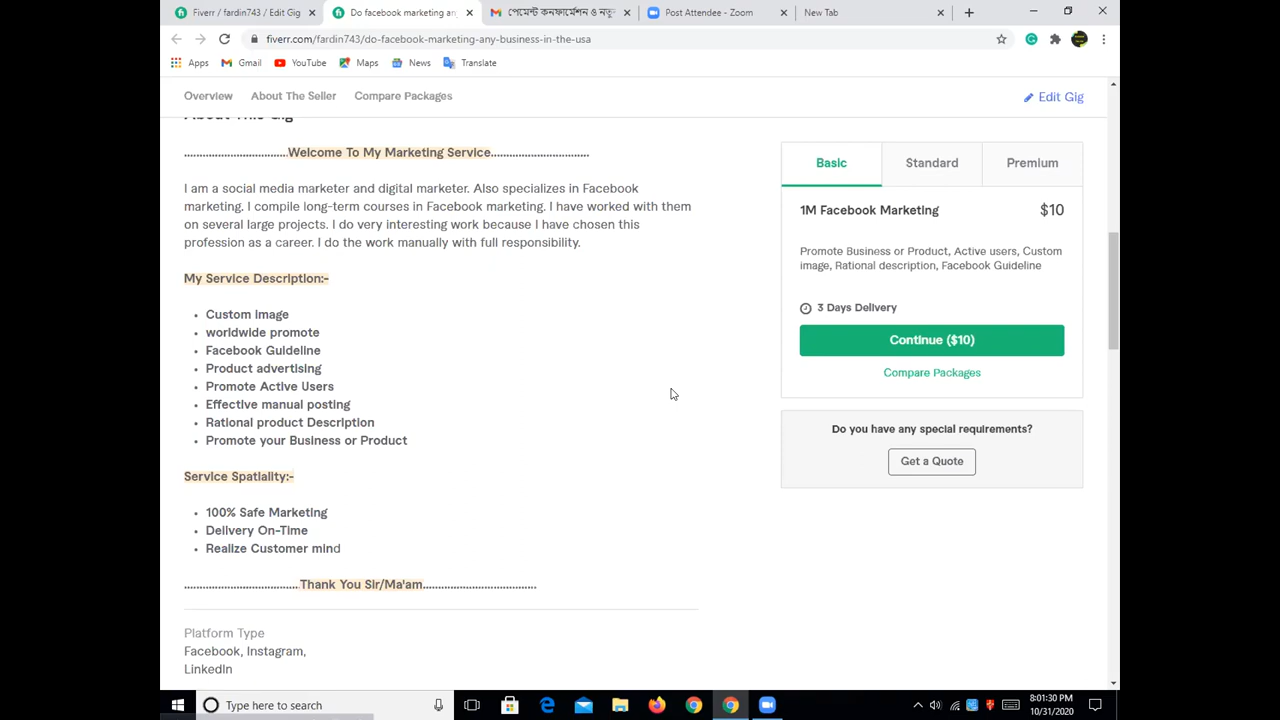 Fiverr / fardin743 / Edit Gig
Do facebook marketing any
পেমেন্ট কনফার্মেশন ও নতু
Post Attendee - Zoom
New Tab
fiverr.com/fardin743/do-facebook-marketing-any-business-in-the-usa
Apps
Gmail
YouTube
Maps
News
Translate
Overview
About The Seller
Compare Packages
Edit Gig
About This Gig
..................................Welcome To My Marketing Service................................
I am a social media marketer and digital marketer. Also specializes in Facebook
marketing. I compile long-term courses in Facebook marketing. I have worked with them
on several large projects. I do very interesting work because I have chosen this
profession as a career. I do the work manually with full responsibility.
My Service Description:-
• Custom image
• worldwide promote
• Facebook Guideline
• Product advertising
• Promote Active Users
• Effective manual posting
• Rational product Description
• Promote your Business or Product
Service Spatiality:-
• 100% Safe Marketing
• Delivery On-Time
• Realize Customer mind
......................................Thank You Sir/Ma'am.....................................
Platform Type
Facebook, Instagram,
LinkedIn
Basic
Standard
Premium
1M Facebook Marketing
$10
Promote Business or Product, Active users, Custom
image, Rational description, Facebook Guideline
3 Days Delivery
Continue ($10)
Compare Packages
Do you have any special requirements?
Get a Quote
Type here to search
8:01:30 PM
10/31/2020